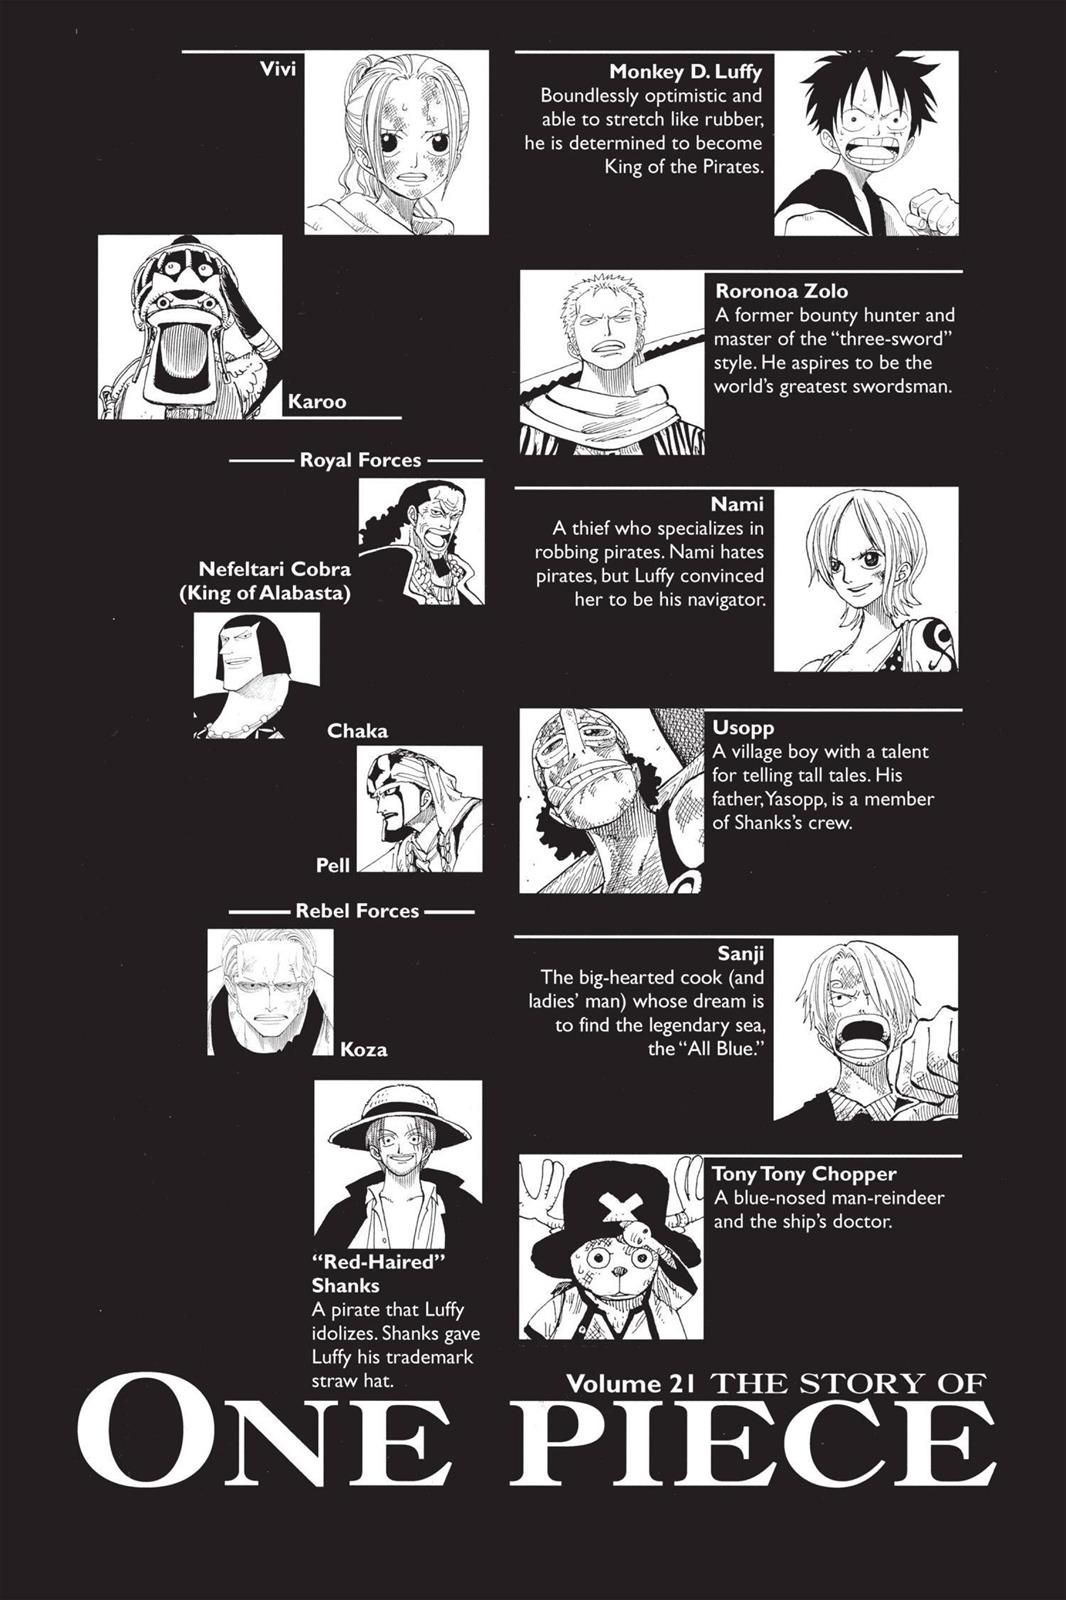 Monkey D. Luffy
Boundlessly optimistic and
able to stretch like rubber,
he is determined to become
King of the Pirates.
Roronoa Zolo
A former bounty hunter and
master of the "three-sword"
style. He aspires to be the
world's greatest swordsman.
Nami
A thief who specializes in
robbing pirates. Nami hates
pirates, but Luffy convinced
her to be his navigator.
Usopp
A village boy with a talent
for telling tall tales. His
father, Yasopp, is a member
of Shanks's crew.
Sanji
The big-hearted cook (and
ladies' man) whose dream is
to find the legendary sea,
the "All Blue."
Tony Tony Chopper
A blue-nosed man-reindeer
and the ship's doctor.
Vivi
Karoo
Royal Forces
Nefeltari Cobra
(King of Alabasta)
Chaka
Pell
Rebel Forces
Koza
"Red-Haired"
Shanks
A pirate that Luffy
idolizes. Shanks gave
Luffy his trademark
straw hat.
Volume 21 THE STORY OF
ONE PIECE